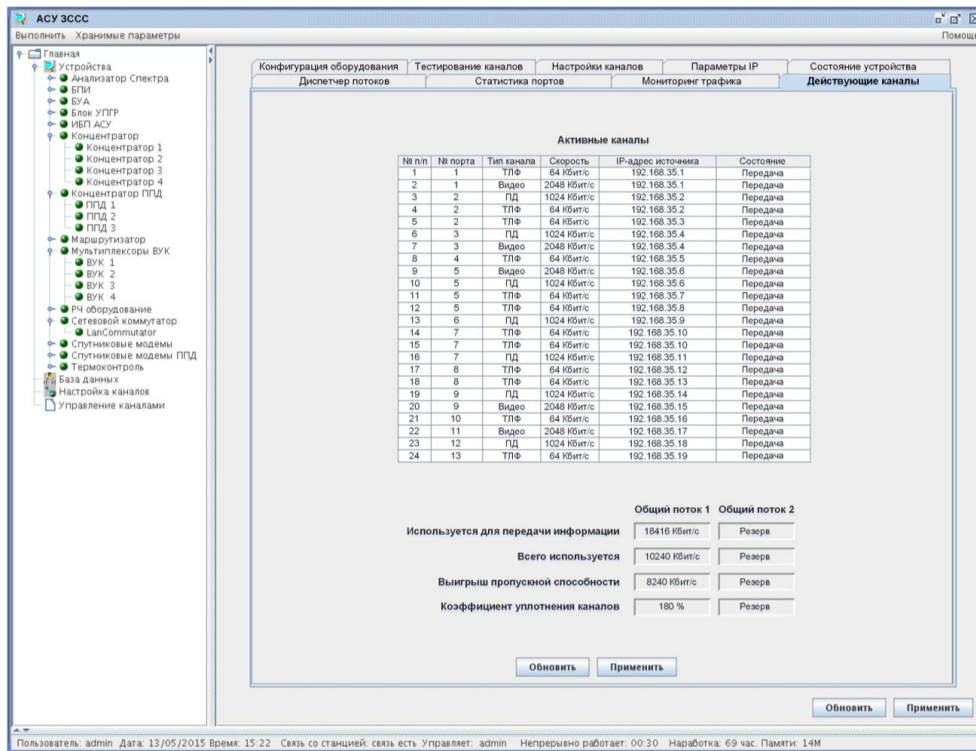 АСУ ЗССС
Выполнить Хранимые параметры
Помощь
Главная
Устройства
Анализатор Спектра
БПИ
БУА
Блок УПГР
ИБП АСУ
Концентратор
Концентратор 1
Концентратор 2
Концентратор 3
Концентратор 4
Концентратор ППД
ППД 1
ППД 2
ППД 3
Маршрутизатор
Мультиплексоры ВУК
ВУК 1
ВУК 2
ВУК 3
ВУК 4
РЧ оборудование
Сетевовой коммутатор
LanCommutator
Спутниковые модемы
Спутниковые модемы ППД
Термоконтроль
База данных
Настройка каналов
Управление каналами
Конфигурация оборудования Тестирование каналов Настройки каналов Параметры IP Состояние устройства
Диспетчер потоков Статистика портов Мониторинг трафика Действующие каналы
Активные каналы
№ п/п № порта Тип канала Скорость IP-адрес источника Состояние
1 1 ТЛФ 64 Кбит/с 192.168.35.1 Передача
2 1 Видео 2048 Кбит/с 192.168.35.1 Передача
3 2 ПД 1024 Кбит/с 192.168.35.2 Передача
4 2 ТЛФ 64 Кбит/с 192.168.35.2 Передача
5 2 ТЛФ 64 Кбит/с 192.168.35.3 Передача
6 3 ПД 1024 Кбит/с 192.168.35.4 Передача
7 3 Видео 2048 Кбит/с 192.168.35.4 Передача
8 4 ТЛФ 64 Кбит/с 192.168.35.5 Передача
9 5 Видео 2048 Кбит/с 192.168.35.6 Передача
10 5 ПД 1024 Кбит/с 192.168.35.6 Передача
11 5 ТЛФ 64 Кбит/с 192.168.35.7 Передача
12 5 ТЛФ 64 Кбит/с 192.168.35.8 Передача
13 6 ПД 1024 Кбит/с 192.168.35.9 Передача
14 7 ТЛФ 64 Кбит/с 192.168.35.10 Передача
15 7 ТЛФ 64 Кбит/с 192.168.35.10 Передача
16 7 ПД 1024 Кбит/с 192.168.35.11 Передача
17 8 ТЛФ 64 Кбит/с 192.168.35.12 Передача
18 8 ТЛФ 64 Кбит/с 192.168.35.13 Передача
19 9 ПД 1024 Кбит/с 192.168.35.14 Передача
20 9 Видео 2048 Кбит/с 192.168.35.15 Передача
21 10 ТЛФ 64 Кбит/с 192.168.35.16 Передача
22 11 Видео 2048 Кбит/с 192.168.35.17 Передача
23 12 ПД 1024 Кбит/с 192.168.35.18 Передача
24 13 ТЛФ 64 Кбит/с 192.168.35.19 Передача
Общий поток 1 Общий поток 2
Используется для передачи информации 18416 Кбит/с Резерв
Всего используется 10240 Кбит/с Резерв
Выигрыш пропускной способности 8240 Кбит/с Резерв
Коэффициент уплотнения каналов 180 % Резерв
Обновить Применить
Обновить Применить
Пользователь: admin Дата: 13/05/2015 Время: 15:22 Связь со станцией: связь есть Управляет: admin Непрерывно работает: 00:30 Наработка: 69 час. Памяти: 14М